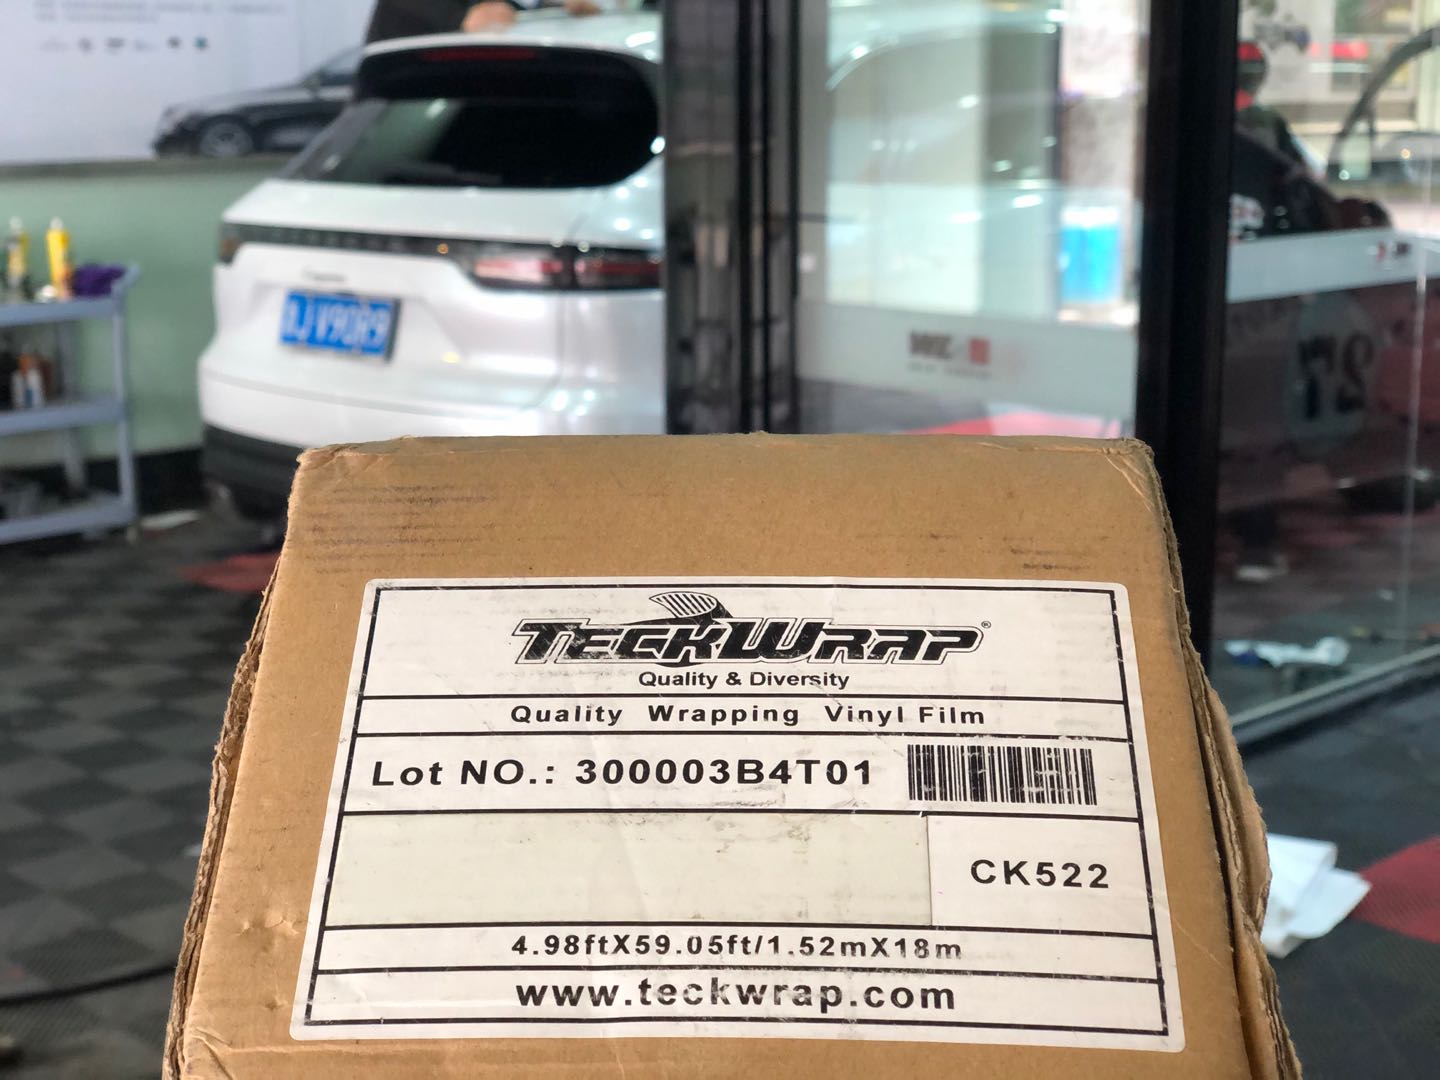 TECKWRAP®
Quality & Diversity
Quality Wrapping Vinyl Film
Lot NO.: 300003B4T01
CK522
4.98ftX59.05ft/1.52mX18m
www.teckwrap.com
27